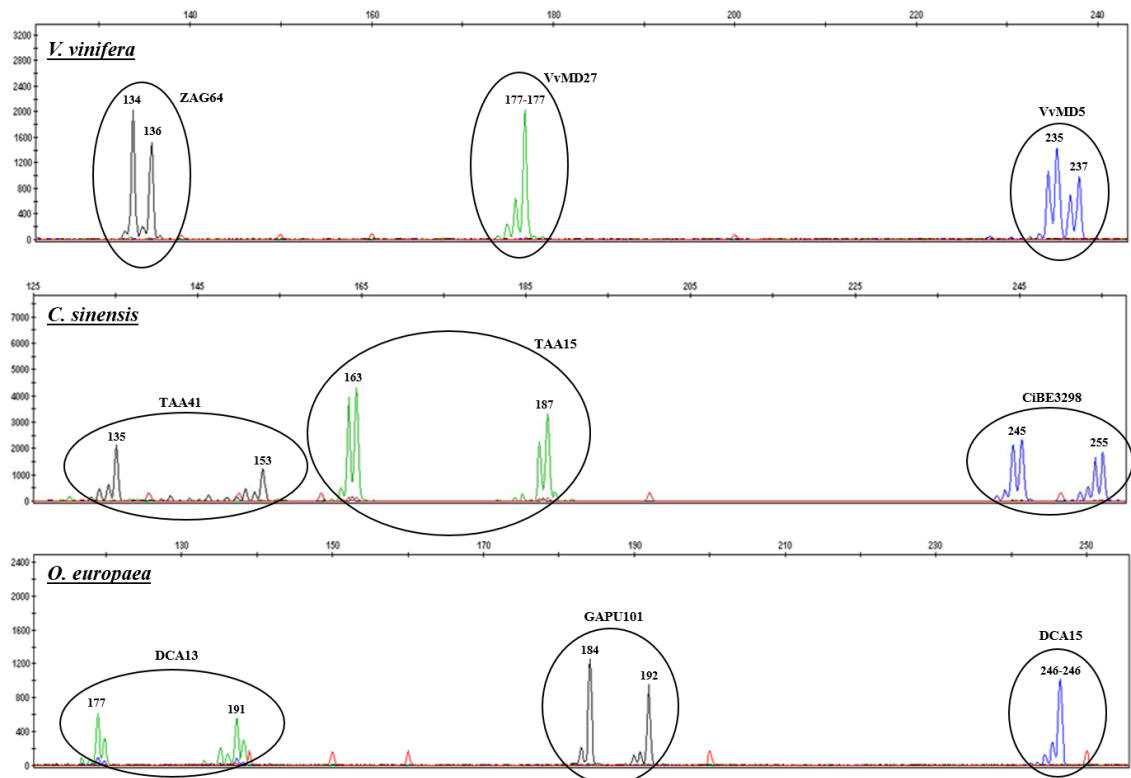 140 160 180 200 220 240
3200
2800
2400
2000
1600
1200
800
400
0
V. vinifera
134
136
ZAG64
177-177
VvMD27
VvMD5
235
237
125 145 165 185 205 225 245
7000
6000
5000
4000
3000
2000
1000
0
C. sinensis
TAA41
135
153
TAA15
163
187
CiBE3298
245
255
130 150 170 190 210 230 250
2400
2000
1600
1200
800
400
0
O. europaea
DCA13
177
191
GAPU101
184
192
DCA15
246-246